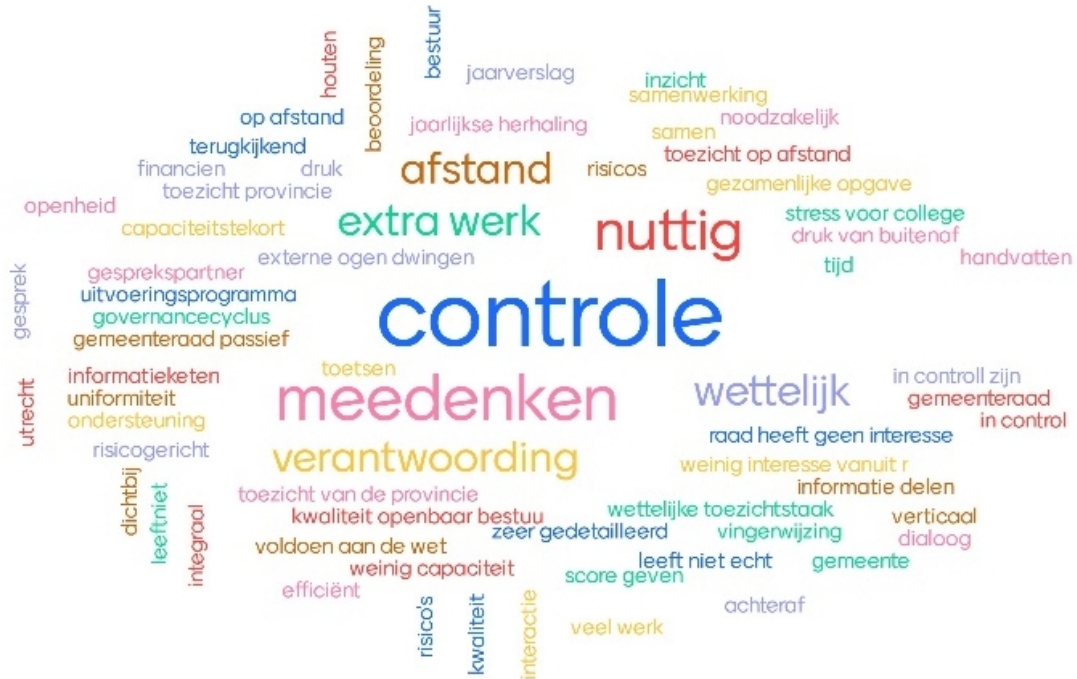 houten
beoordeling
bestuur
jaarverslag
inzicht
samenwerking
op afstand
jaarlijkse herhaling
noodzakelijk
samen
terugkijkend
toezicht op afstand
financien
druk
afstand
risicos
toezicht provincie
gezamenlijke opgave
openheid
capaciteitstekort
extra werk
nuttig
stress voor college
druk van buitenaf
externe ogen dwingen
tijd
handvatten
gesprek
gesprekspartner
uitvoeringsprogramma
governancecyclus
gemeenteraad passief
controle
utrecht
informatieketen
toetsen
meedenken
wettelijk
in controll zijn
uniformiteit
gemeenteraad
ondersteuning
in control
risicogericht
verantwoording
raad heeft geen interesse
weinig interesse vanuit r
dichtbij
leeftniet
integraal
toezicht van de provincie
informatie delen
kwaliteit openbaar bestuu
wettelijke toezichtstaak
verticaal
zeer gedetailleerd
vingerwijzing
dialoog
voldoen aan de wet
weinig capaciteit
leeft niet echt
gemeente
score geven
efficiënt
risico's
kwaliteit
interactie
achteraf
veel werk